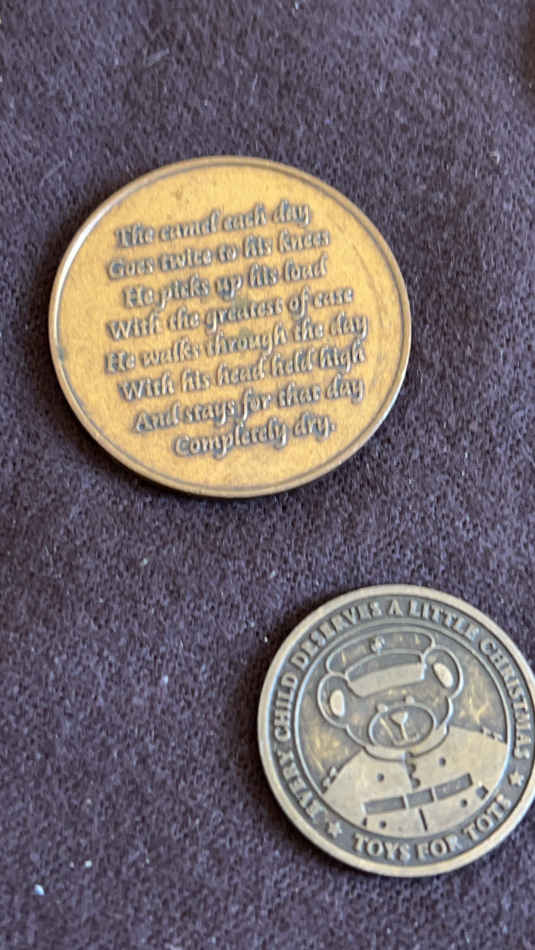 The camel each day
Goes twice to his knees
He picks up his load
With the greatest of ease
He walks through the day
With his head held high
And stays for that day
Completely dry.
EVERY CHILD DESERVES A LITTLE CHRISTMAS
TOYS FOR TOTS